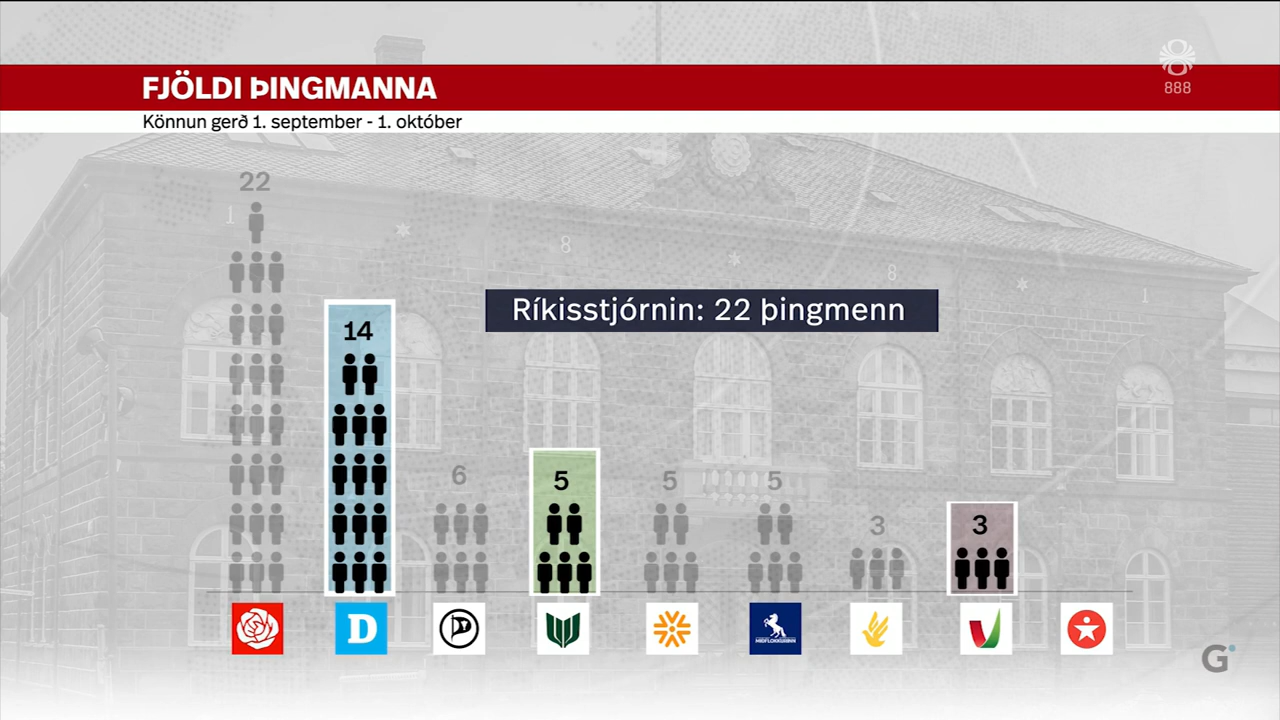 FJÖLDI ÞINGMANNA
888
Könnun gerð 1. september - 1. október
22
14
Ríkisstjórnin: 22 þingmenn
6
5
5
5
3
3
D
MIÐFLOKKURINN
G